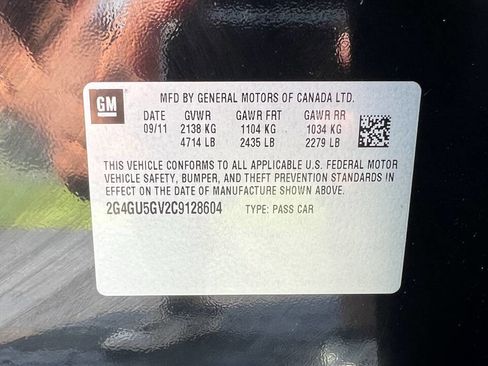 GM
MFD BY GENERAL MOTORS OF CANADA LTD.
DATE GVWR GAWR FRT GAWR RR
09/11 2138 KG 1104 KG 1034 KG
4714 LB 2435 LB 2279 LB
THIS VEHICLE CONFORMS TO ALL APPLICABLE U.S. FEDERAL MOTOR
VEHICLE SAFETY, BUMPER, AND THEFT PREVENTION STANDARDS IN
EFFECT ON THE DATE OF MANUFACTURE SHOWN ABOVE.
2G4GU5GV2C9128604 TYPE: PASS CAR